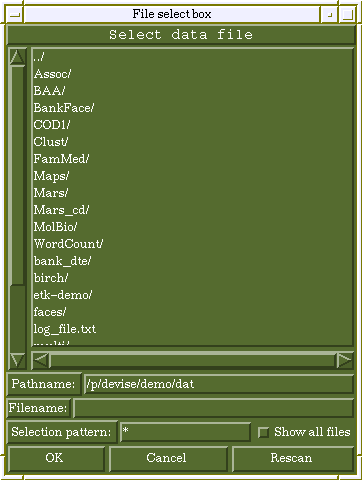 File select box
Select data file
../
Assoc/
BAA/
BankFace/
COD1/
Clust/
FamMed/
Maps/
Mars/
Mars_cd/
MolBio/
WordCount/
bank_dte/
birch/
etk-demo/
faces/
log_file.txt
Pathname: /p/devise/demo/dat
Filename:
Selection pattern: * Show all files
OK Cancel Rescan